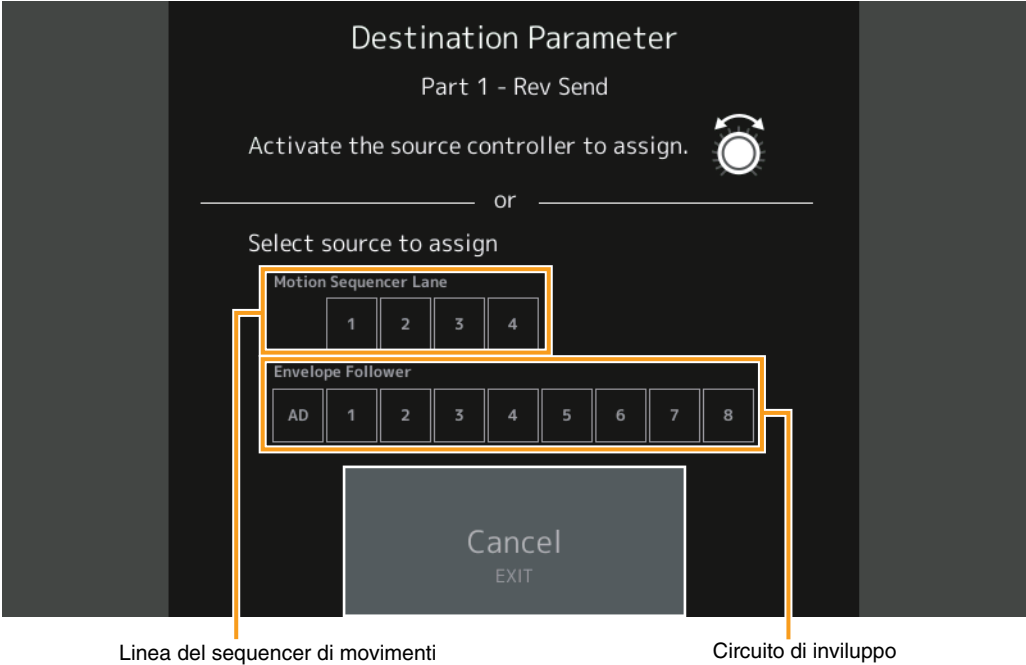 Destination Parameter
Part 1 - Rev Send
Activate the source controller to assign.
or
Select source to assign
Motion Sequencer Lane
1 2 3 4
Envelope Follower
AD 1 2 3 4 5 6 7 8
Cancel
EXIT
Linea del sequencer di movimenti
Circuito di inviluppo